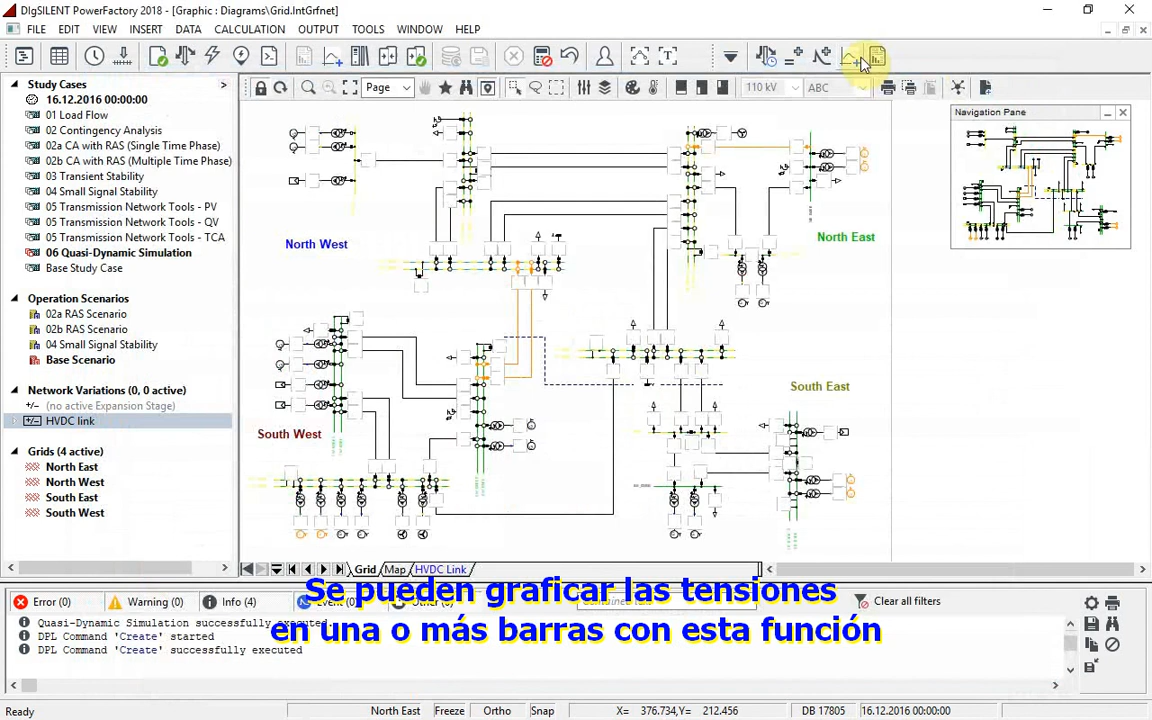 DIgSILENT PowerFactory 2018 - [Graphic : Diagrams\Grid.IntGrfnet]
FILE EDIT VIEW INSERT DATA CALCULATION OUTPUT TOOLS WINDOW HELP
Study Cases
16.12.2016 00:00:00
01 Load Flow
02 Contingency Analysis
02a CA with RAS (Single Time Phase)
02b CA with RAS (Multiple Time Phase)
03 Transient Stability
04 Small Signal Stability
05 Transmission Network Tools - PV
05 Transmission Network Tools - QV
05 Transmission Network Tools - TCA
06 Quasi-Dynamic Simulation
Base Study Case
Operation Scenarios
02a RAS Scenario
02b RAS Scenario
04 Small Signal Stability
Base Scenario
Network Variations (0, 0 active)
(no active Expansion Stage)
HVDC link
Grids (4 active)
North East
North West
South East
South West
Page
110 kV
ABC
Navigation Pane
North West
North East
South West
South East
Grid Map HVDC Link
Se pueden graficar las tensiones
en una o más barras con esta función
Error (0) Warning (0) Info (4)
Clear all filters
Quasi-Dynamic Simulation successfully executed.
DPL Command 'Create' started
DPL Command 'Create' successfully executed
Ready
North East Freeze Ortho Snap X= 376.734,Y= 212.456 DB 17805 16.12.2016 00:00:00